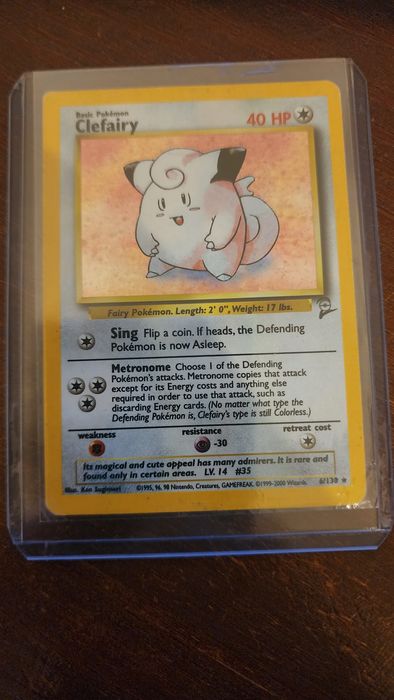 Basic Pokémon
Clefairy
40 HP
Fairy Pokémon. Length: 2' 0", Weight: 17 lbs.
Sing Flip a coin. If heads, the Defending
Pokémon is now Asleep.
Metronome Choose 1 of the Defending
Pokémon's attacks. Metronome copies that attack
except for its Energy costs and anything else
required in order to use that attack, such as
discarding Energy cards. (No matter what type the
Defending Pokémon is, Clefairy's type is still Colorless.)
weakness resistance retreat cost
-30
Its magical and cute appeal has many admirers. It is rare and
found only in certain areas. LV. 14 #35
Illus. Ken Sugimori ©1995, 96, 98 Nintendo, Creatures, GAMEFREAK. ©1999-2000 Wizards. 6/130 ★